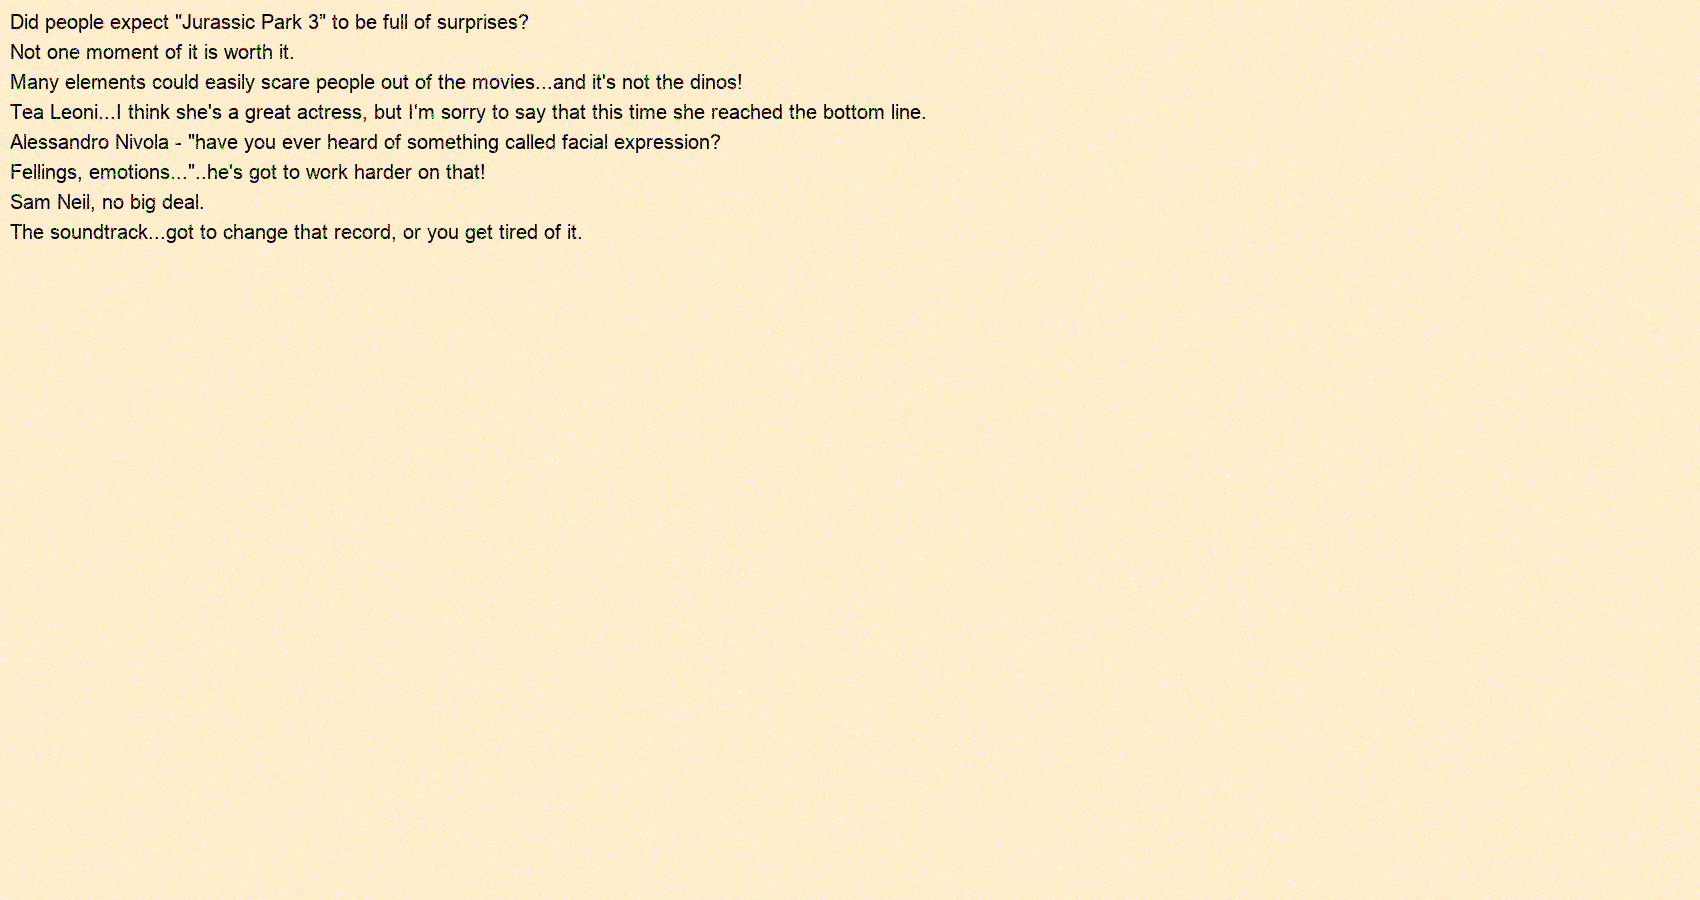 Did people expect "Jurassic Park 3" to be full of surprises?
Not one moment of it is worth it.
Many elements could easily scare people out of the movies...and it's not the dinos!
Tea Leoni...I think she's a great actress, but I'm sorry to say that this time she reached the bottom line.
Alessandro Nivola - "have you ever heard of something called facial expression?
Fellings, emotions..."..he's got to work harder on that!
Sam Neil, no big deal.
The soundtrack...got to change that record, or you get tired of it.